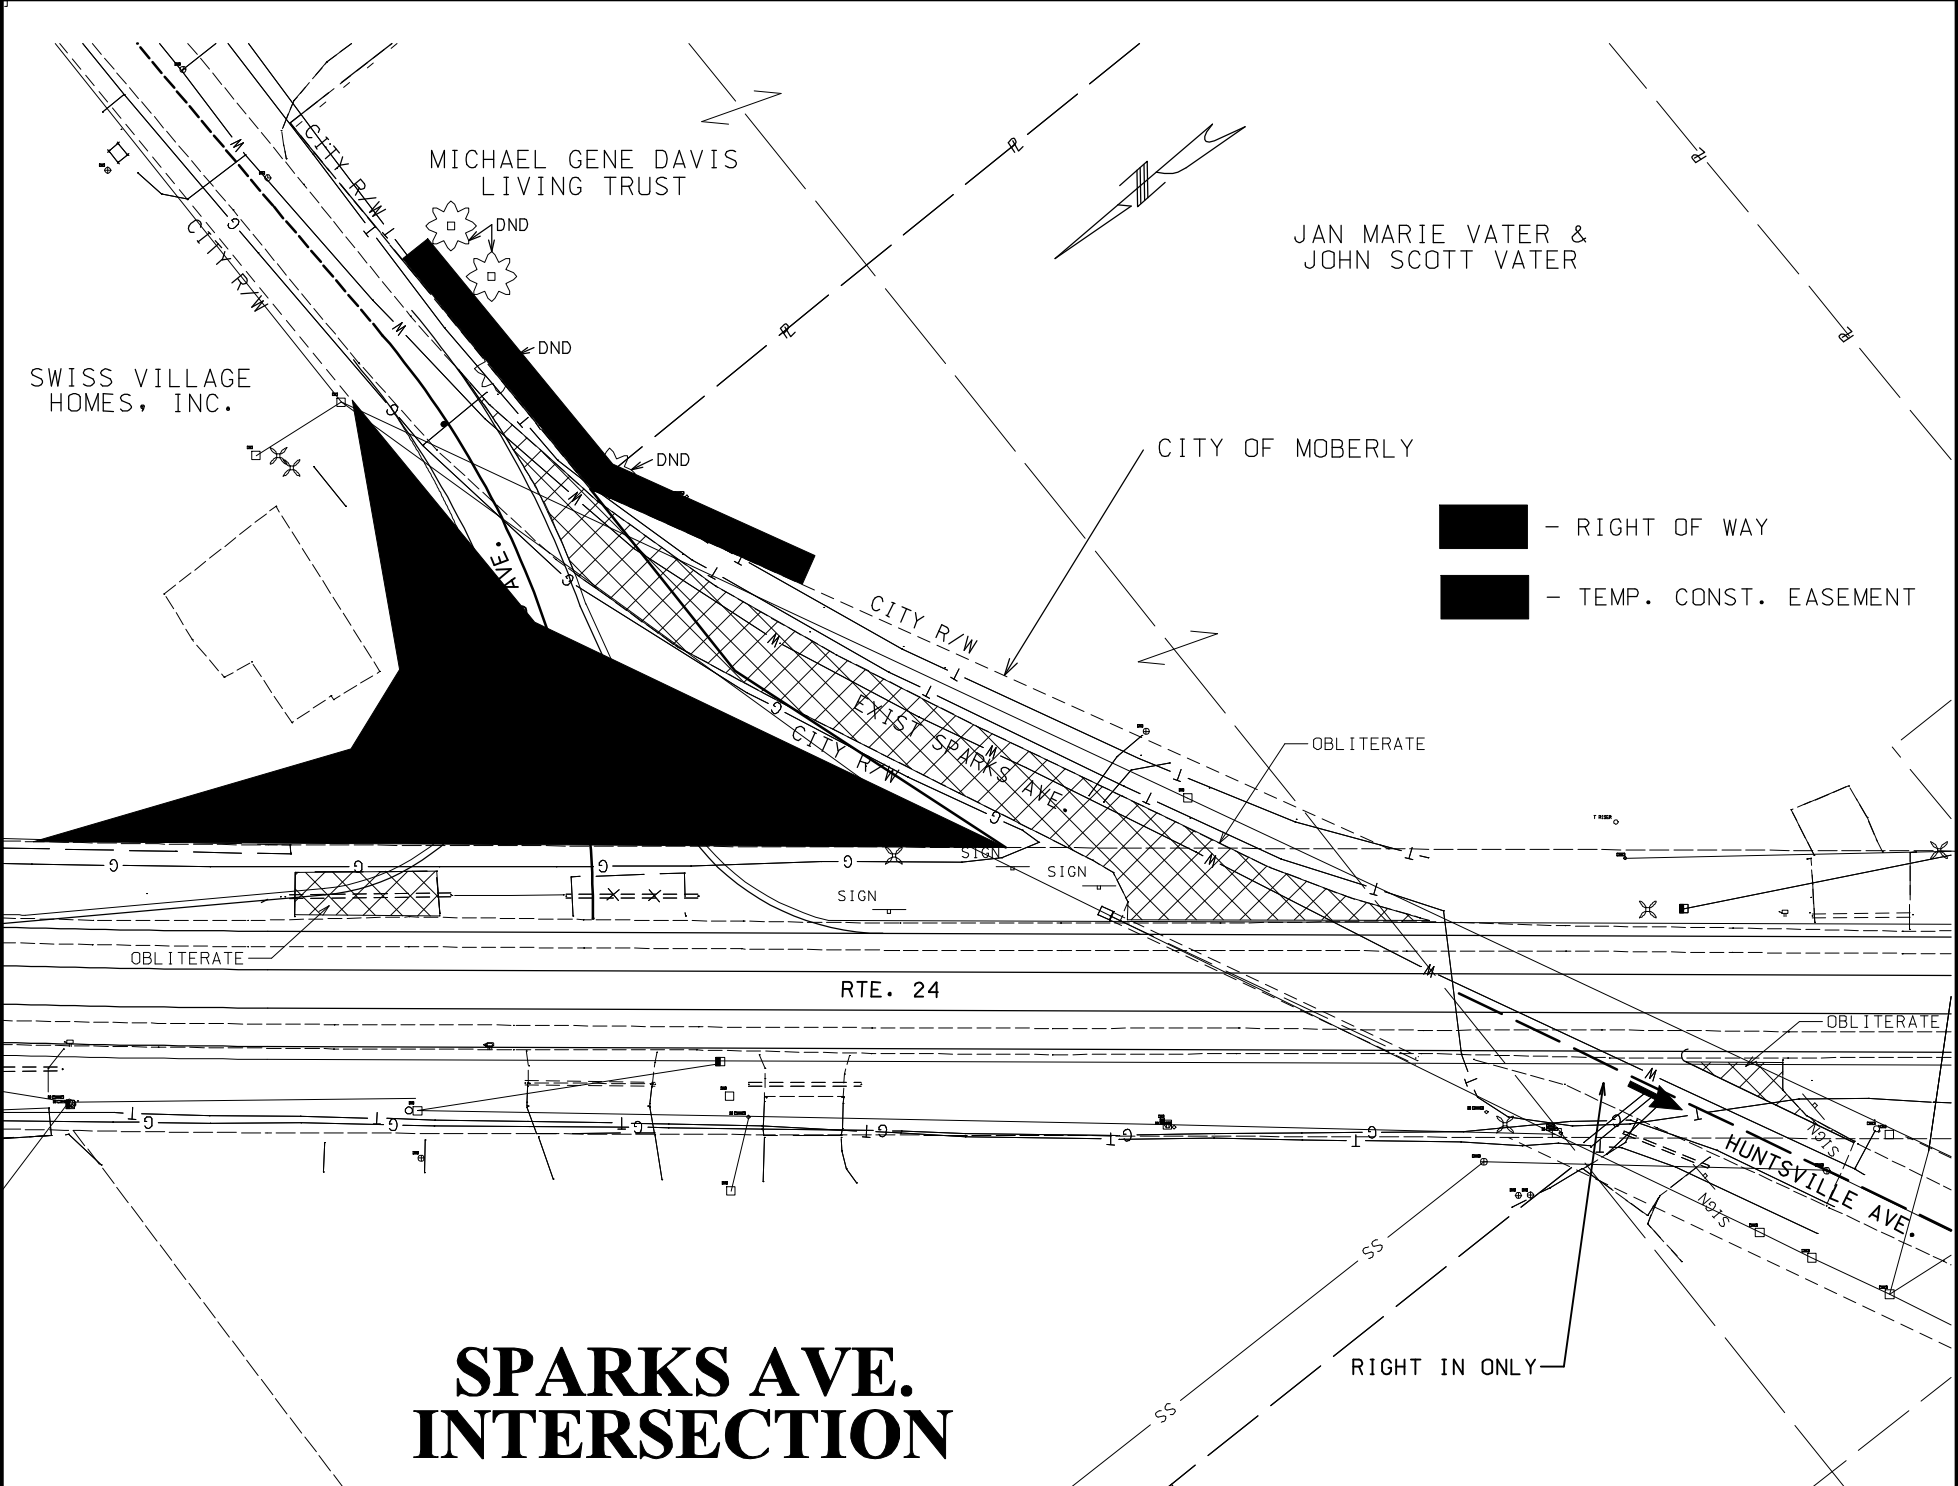 CITY R/W
MICHAEL GENE DAVIS
LIVING TRUST
DND
CITY R/W
JAN MARIE VATER &
JOHN SCOTT VATER
DND
SWISS VILLAGE
HOMES, INC.
DND
CITY OF MOBERLY
- RIGHT OF WAY
- TEMP. CONST. EASEMENT
AVE.
CITY R/W
EXIST SPARKS AVE.
CITY R/W
OBLITERATE
T RISER
SIGN
SIGN
SIGN
OBLITERATE
RTE. 24
OBLITERATE
SIGN
HUNTSVILLE AVE.
SIGN
SS
RIGHT IN ONLY
SS
SPARKS AVE.
INTERSECTION